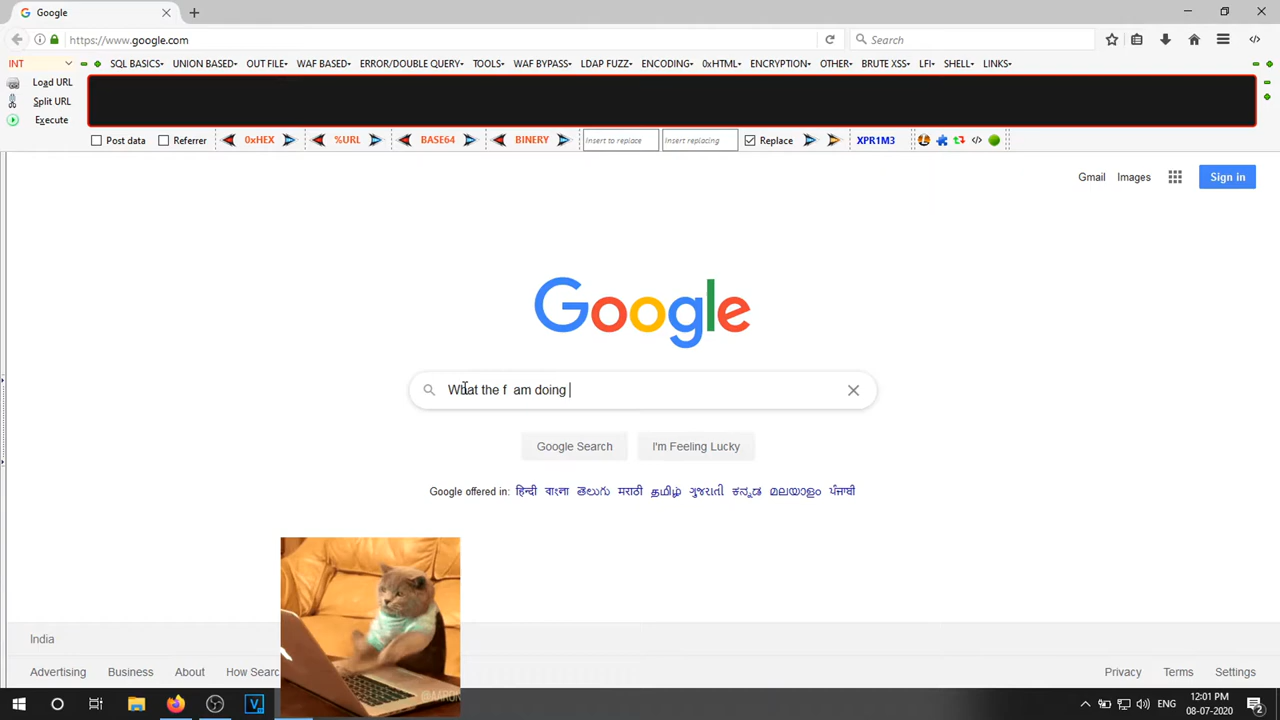 Google
https://www.google.com
Search
INT
SQL BASICS▾ UNION BASED▾ OUT FILE▾ WAF BASED▾ ERROR/DOUBLE QUERY▾ TOOLS▾ WAF BYPASS▾ LDAP FUZZ▾ ENCODING▾ 0xHTML▾ ENCRYPTION▾ OTHER▾ BRUTE XSS▾ LFI▾ SHELL▾ LINKS▾
Load URL
Split URL
Execute
Post data Referrer 0xHEX %URL BASE64 BINERY Insert to replace Insert replacing Replace XPR1M3
Gmail Images Sign in
Google
What the f am doing
Google Search I'm Feeling Lucky
Google offered in: हिन्दी বাংলা తెలుగు मराठी தமிழ் ગુજરાતી ಕನ್ನಡ മലയാളം ਪੰਜਾਬੀ
India
Advertising Business About How Searc Privacy Terms Settings
@AARON
ENG
12:01 PM
08-07-2020
2